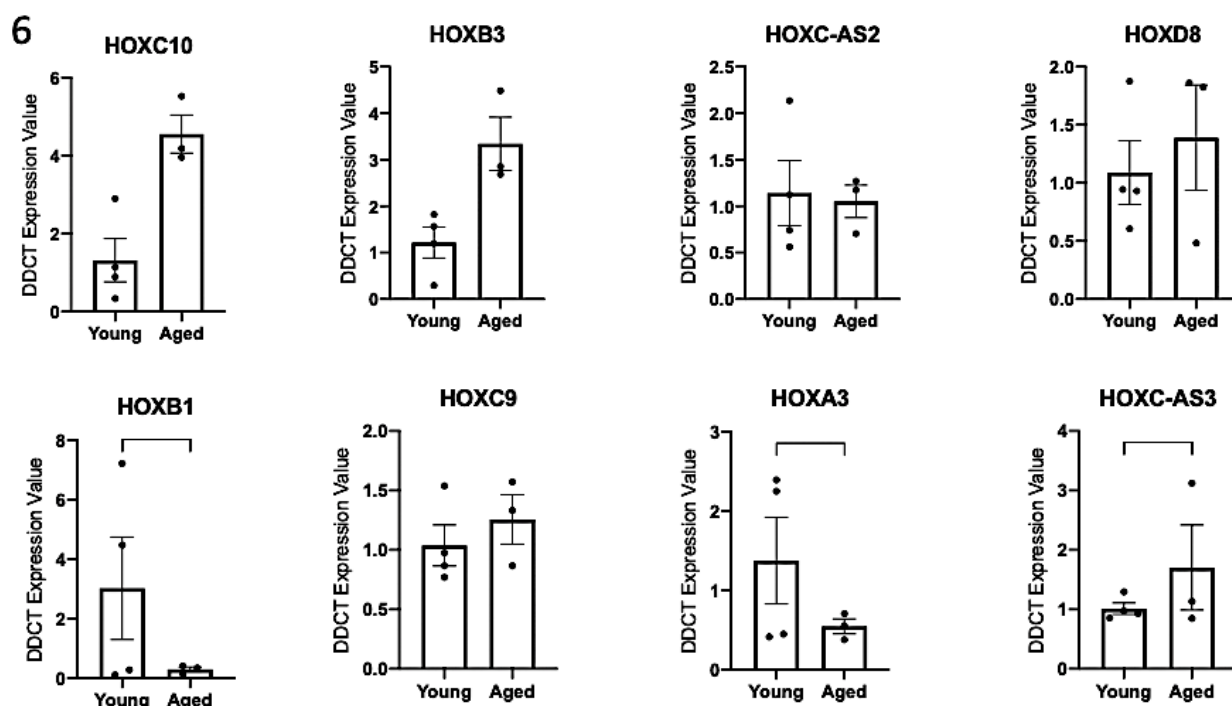 6
HOXC10
DDCT Expression Value
6
4
2
0
Young Aged
HOXB3
DDCT Expression Value
5
4
3
2
1
0
Young Aged
HOXC-AS2
DDCT Expression Value
2.5
2.0
1.5
1.0
0.5
0.0
Young Aged
HOXD8
DDCT Expression Value
2.0
1.5
1.0
0.5
0.0
Young Aged
HOXB1
DDCT Expression Value
8
6
4
2
0
Young Aged
HOXC9
DDCT Expression Value
2.0
1.5
1.0
0.5
0.0
Young Aged
HOXA3
DDCT Expression Value
3
2
1
0
Young Aged
HOXC-AS3
DDCT Expression Value
4
3
2
1
0
Young Aged